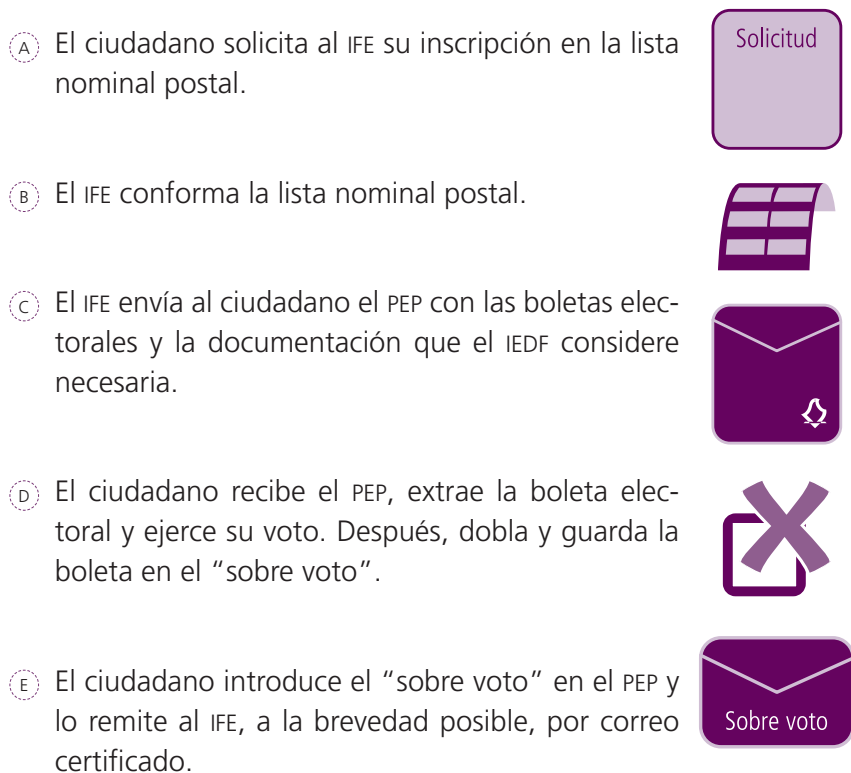 A El ciudadano solicita al IFE su inscripción en la lista
nominal postal.
Solicitud
B El IFE conforma la lista nominal postal.
C El IFE envía al ciudadano el PEP con las boletas elec-
torales y la documentación que el IEDF considere
necesaria.
D El ciudadano recibe el PEP, extrae la boleta elec-
toral y ejerce su voto. Después, dobla y guarda la
boleta en el “sobre voto”.
E El ciudadano introduce el “sobre voto” en el PEP y
lo remite al IFE, a la brevedad posible, por correo
certificado.
Sobre voto